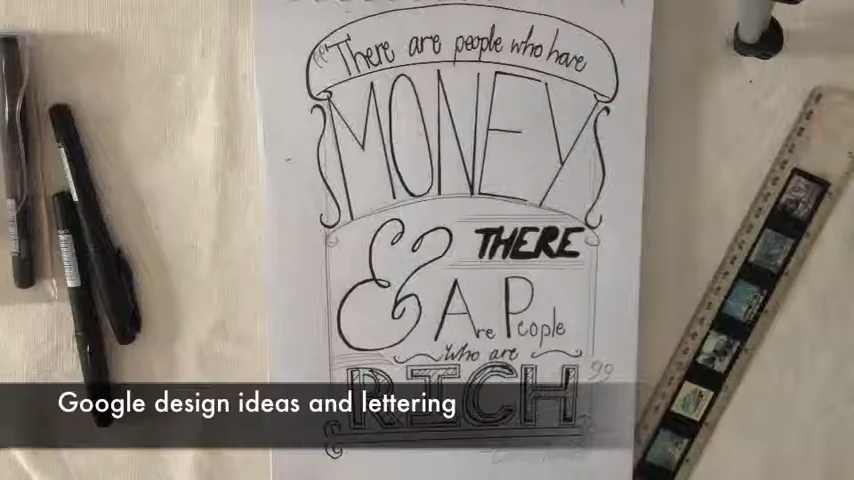 "There are people who have
MONEY
& THERE
Are People
who are
RICH"
Google design ideas and lettering